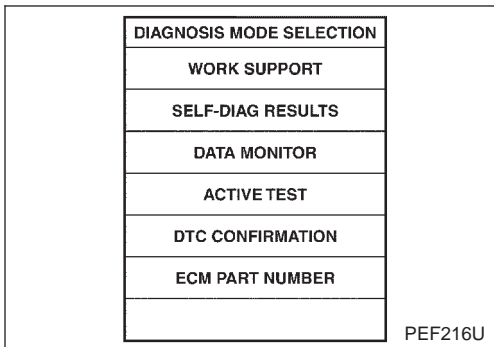 DIAGNOSIS MODE SELECTION
WORK SUPPORT
SELF-DIAG RESULTS
DATA MONITOR
ACTIVE TEST
DTC CONFIRMATION
ECM PART NUMBER
PEF216U